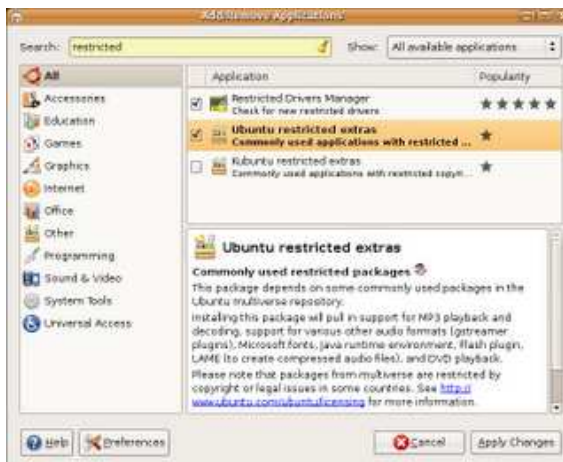 Add/Remove Applications
Search: restricted Show: All available applications
All
Accessories
Education
Games
Graphics
Internet
Office
Other
Programming
Sound & Video
System Tools
Universal Access
Application Popularity
Restricted Drivers Manager
Check for new restricted drivers
Ubuntu restricted extras
Commonly used applications with restricted ...
Kubuntu restricted extras
Commonly used applications with restricted copyri...
Ubuntu restricted extras
Commonly used restricted packages
This package depends on some commonly used packages in the
Ubuntu multiverse repository.
Installing this package will pull in support for MP3 playback and
decoding, support for various other audio formats (gstreamer
plugins), Microsoft fonts, Java runtime environment, Flash plugin,
LAME (to create compressed audio files), and DVD playback.
Please note that packages from multiverse are restricted by
copyright or legal issues in some countries. See http://
www.ubuntu.com/ubuntu/licensing for more information.
Help Preferences Cancel Apply Changes